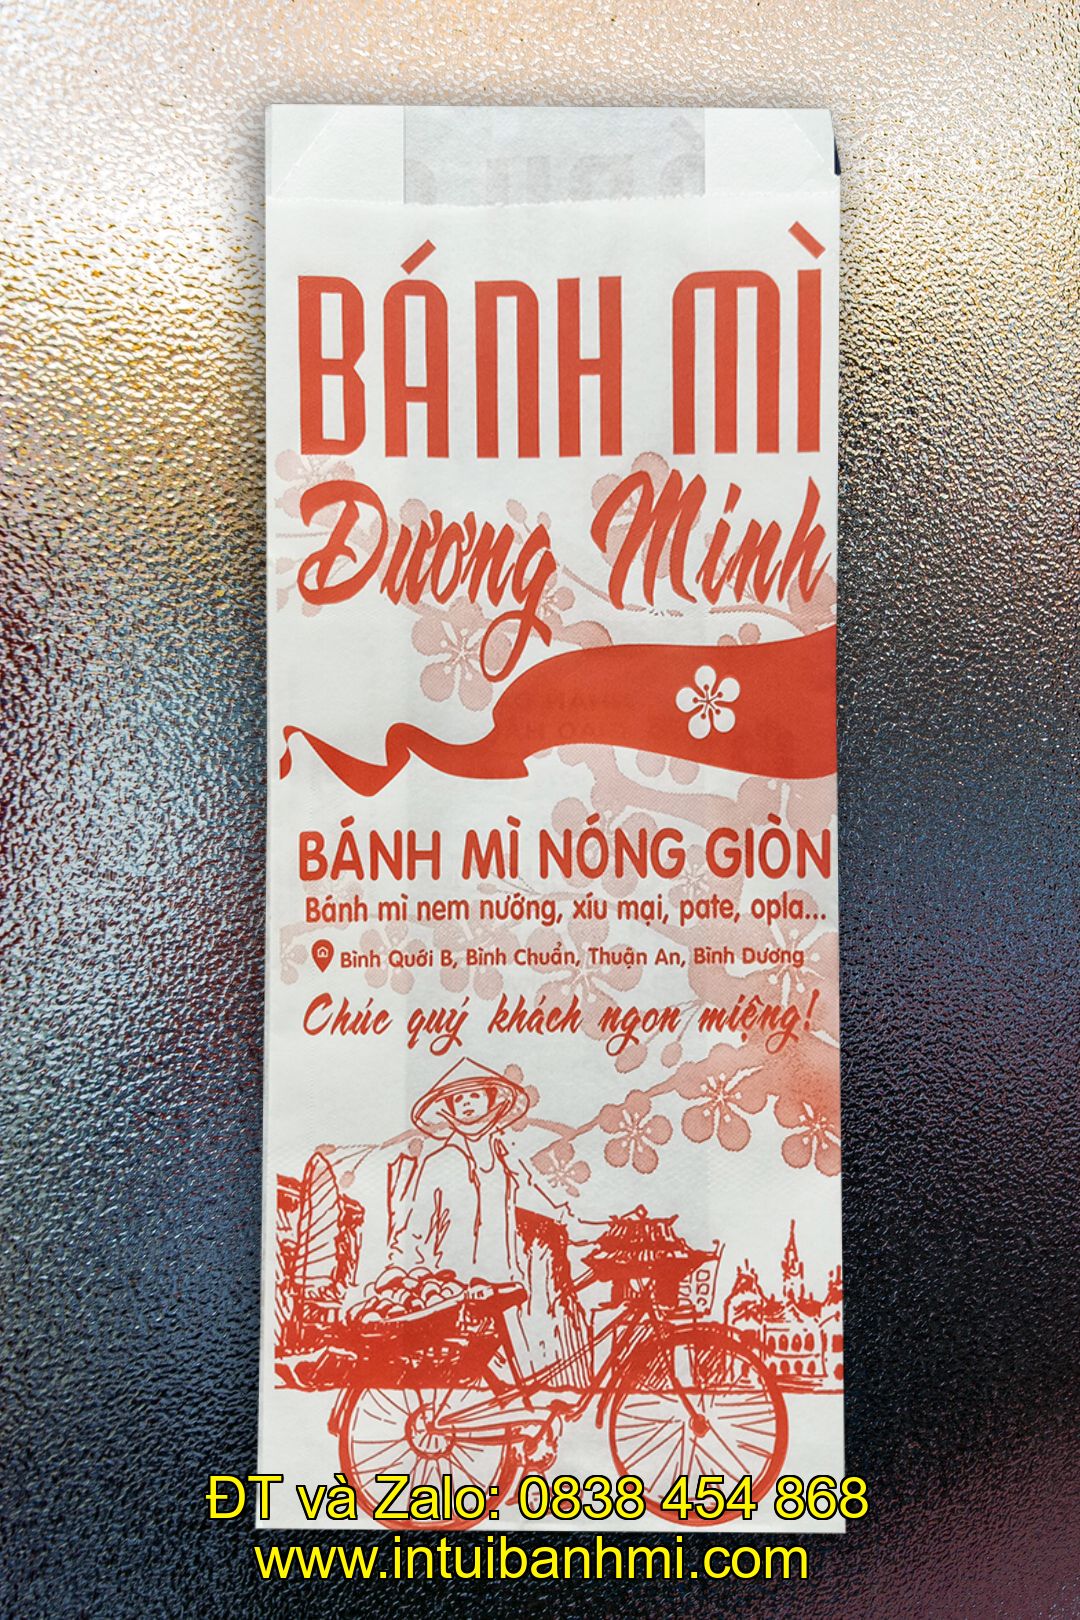 BÁNH MÌ
Dương Minh
BÁNH MÌ NÓNG GIÒN
Bánh mì nem nướng, xíu mại, pate, opla...
Bình Quới B, Bình Chuẩn, Thuận An, Bình Dương
Chúc quý khách ngon miệng!
ĐT và Zalo: 0838 454 868
www.intuibanhmi.com